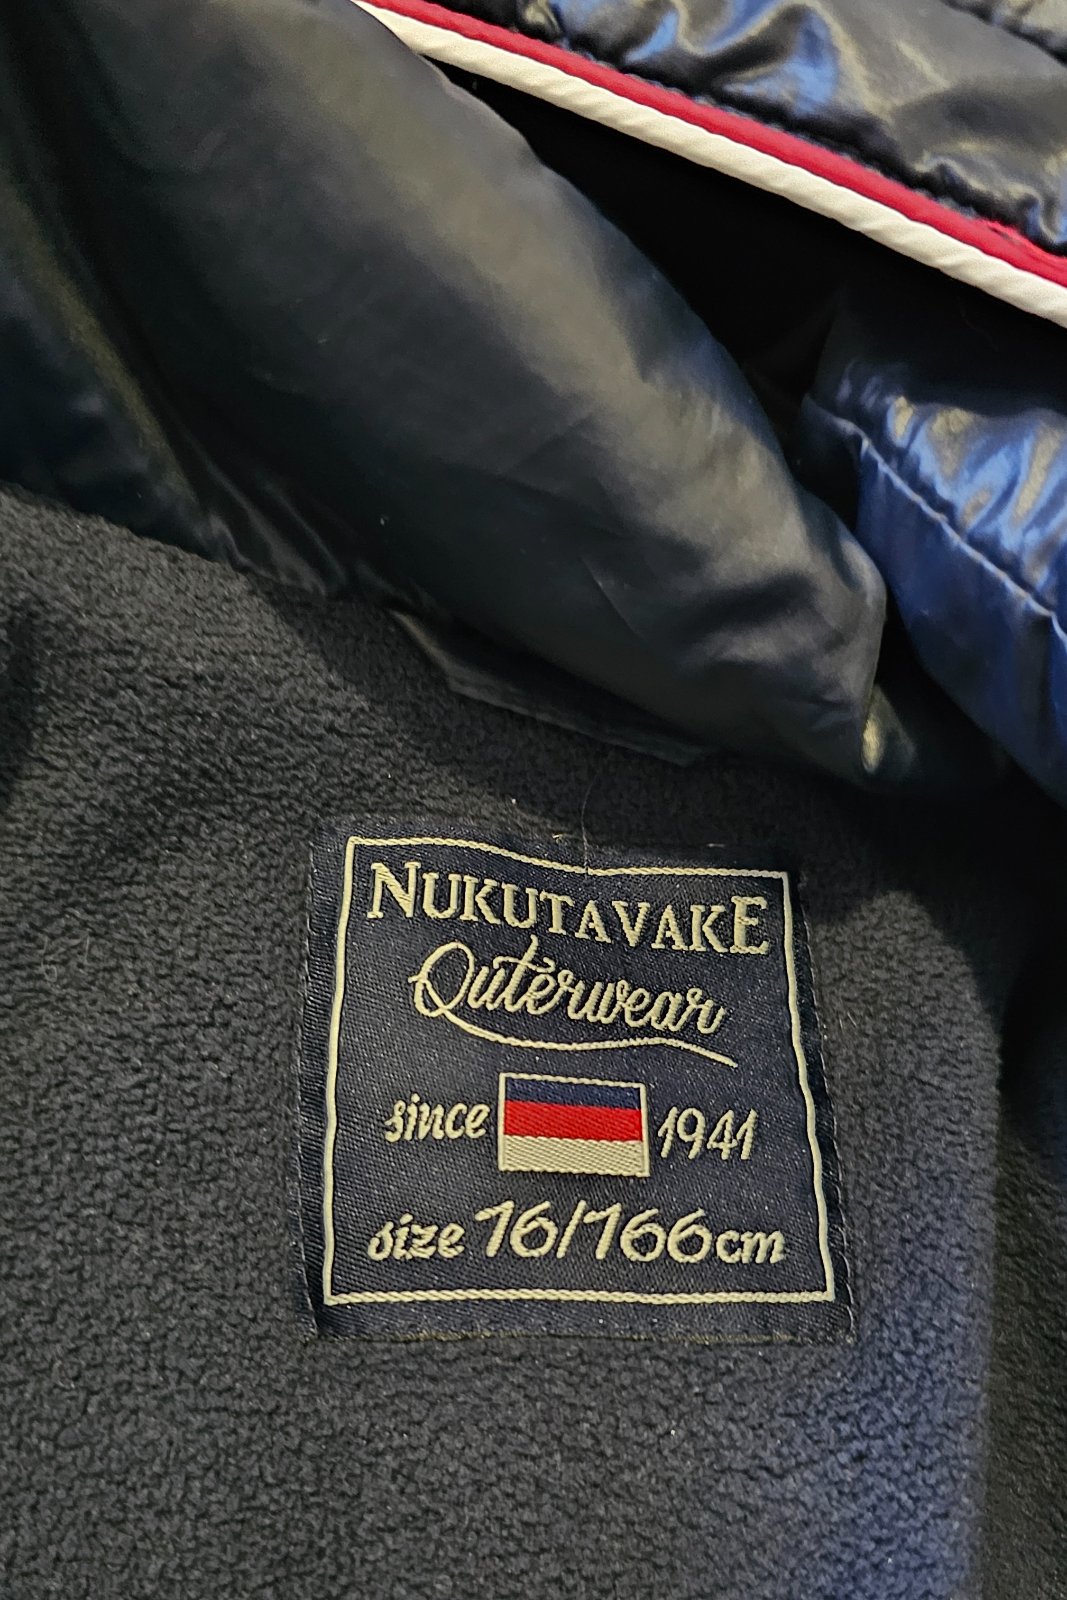 NUKUTAVAKE
Outerwear
since 1941
size 16/166cm